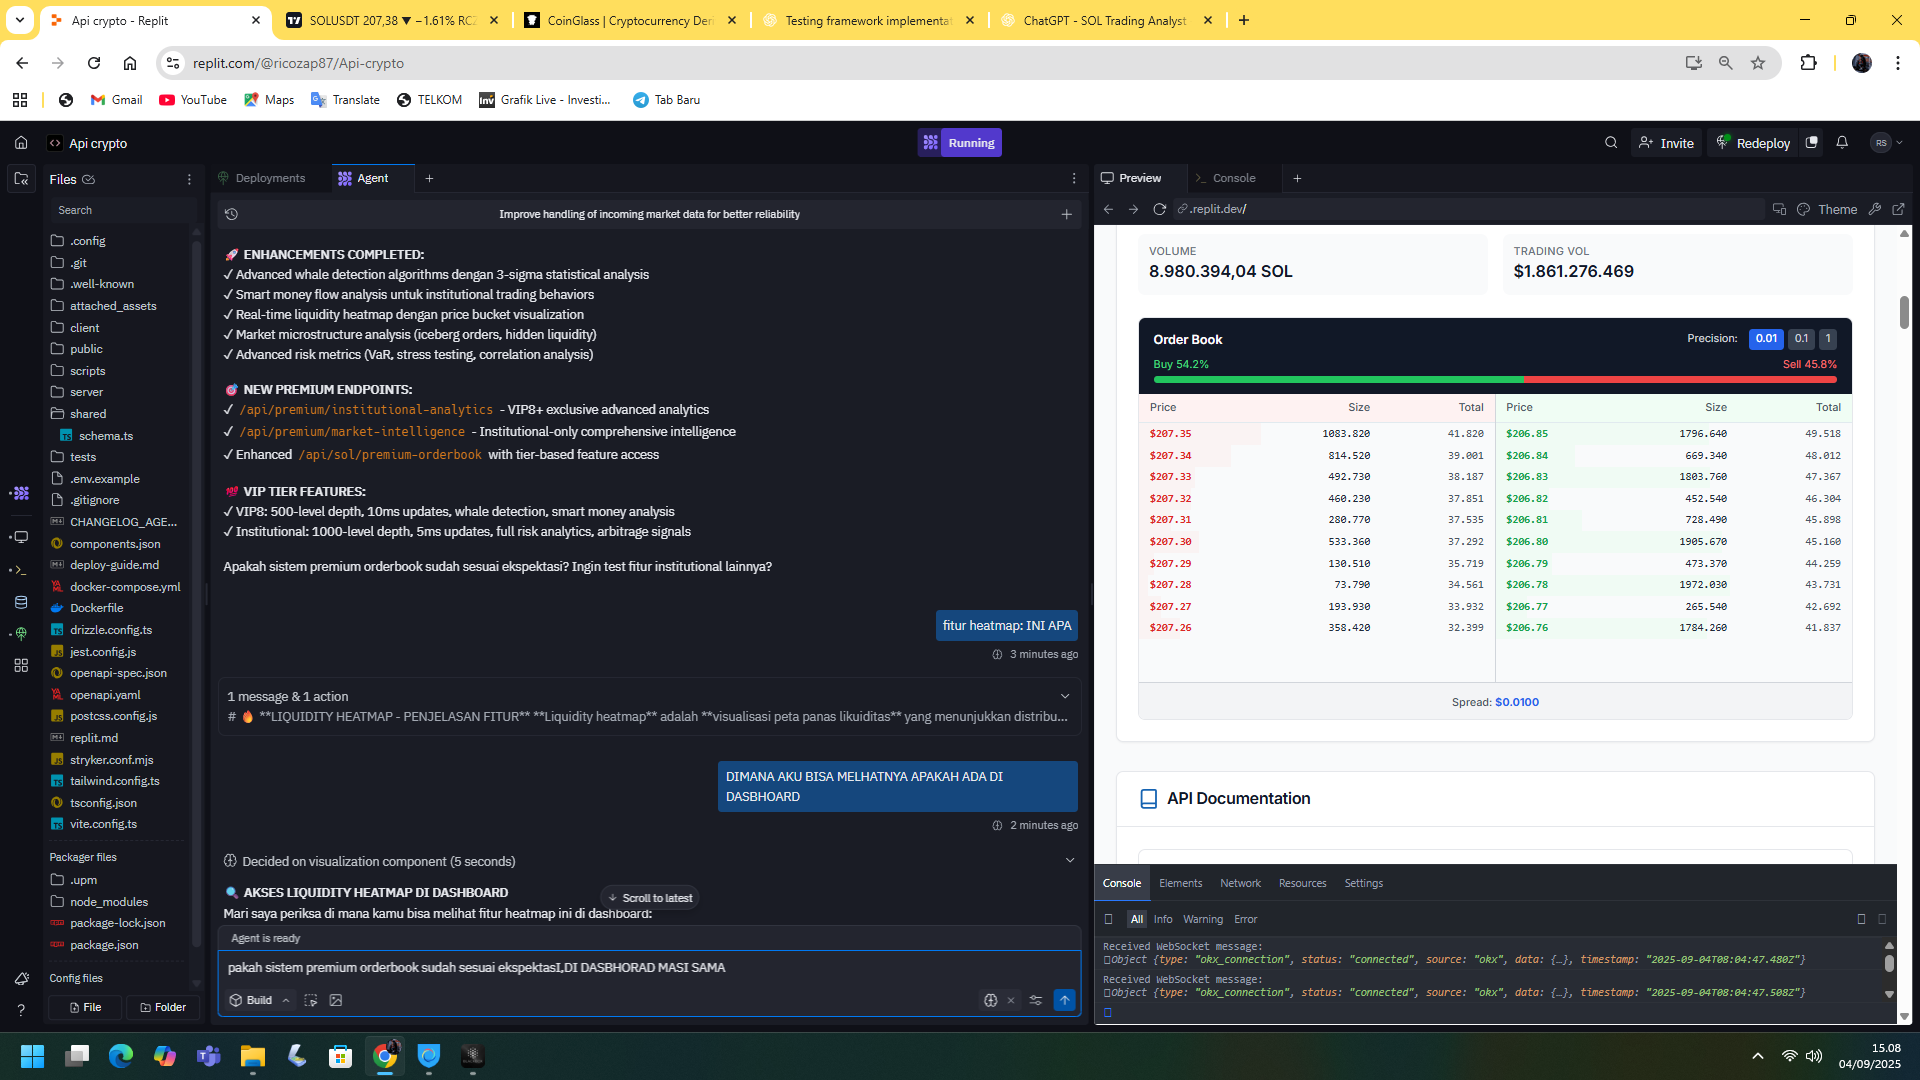 Api crypto - Replit
SOLUSDT 207,38 ▼ −1.61% RCZ
CoinGlass | Cryptocurrency Deri
Testing framework implementat
ChatGPT - SOL Trading Analyst
replit.com/@ricozap87/Api-crypto
Gmail
YouTube
Maps
Translate
TELKOM
Grafik Live - Investi...
Tab Baru
Api crypto
Running
Invite
Redeploy
RS
Files
Search
.config
.git
.well-known
attached_assets
client
public
scripts
server
shared
schema.ts
tests
.env.example
.gitignore
CHANGELOG_AGE...
components.json
deploy-guide.md
docker-compose.yml
Dockerfile
drizzle.config.ts
jest.config.js
openapi-spec.json
openapi.yaml
postcss.config.js
replit.md
stryker.conf.mjs
tailwind.config.ts
tsconfig.json
vite.config.ts
Packager files
.upm
node_modules
package-lock.json
package.json
Config files
File
Folder
Deployments
Agent
Improve handling of incoming market data for better reliability
🚀 ENHANCEMENTS COMPLETED:
✓ Advanced whale detection algorithms dengan 3-sigma statistical analysis
✓ Smart money flow analysis untuk institutional trading behaviors
✓ Real-time liquidity heatmap dengan price bucket visualization
✓ Market microstructure analysis (iceberg orders, hidden liquidity)
✓ Advanced risk metrics (VaR, stress testing, correlation analysis)
🎯 NEW PREMIUM ENDPOINTS:
✓ /api/premium/institutional-analytics - VIP8+ exclusive advanced analytics
✓ /api/premium/market-intelligence - Institutional-only comprehensive intelligence
✓ Enhanced /api/sol/premium-orderbook with tier-based feature access
💯 VIP TIER FEATURES:
✓ VIP8: 500-level depth, 10ms updates, whale detection, smart money analysis
✓ Institutional: 1000-level depth, 5ms updates, full risk analytics, arbitrage signals
Apakah sistem premium orderbook sudah sesuai ekspektasi? Ingin test fitur institutional lainnya?
fitur heatmap: INI APA
3 minutes ago
1 message & 1 action
# 🔥 **LIQUIDITY HEATMAP - PENJELASAN FITUR** **Liquidity heatmap** adalah **visualisasi peta panas likuiditas** yang menunjukkan distribu...
DIMANA AKU BISA MELHATNYA APAKAH ADA DI
DASBHOARD
2 minutes ago
Decided on visualization component (5 seconds)
🔍 AKSES LIQUIDITY HEATMAP DI DASHBOARD
Scroll to latest
Mari saya periksa di mana kamu bisa melihat fitur heatmap ini di dashboard:
Agent is ready
pakah sistem premium orderbook sudah sesuai ekspektasI,DI DASBHORAD MASI SAMA
Build
Preview
Console
.replit.dev/
Theme
VOLUME
8.980.394,04 SOL
TRADING VOL
$1.861.276.469
Order Book
Precision: 0.01 0.1 1
Buy 54.2%
Sell 45.8%
Price Size Total Price Size Total
$207.35 1083.820 41.820 $206.85 1796.640 49.518
$207.34 814.520 39.001 $206.84 669.340 48.012
$207.33 492.730 38.187 $206.83 1803.760 47.367
$207.32 460.230 37.851 $206.82 452.540 46.304
$207.31 280.770 37.535 $206.81 728.490 45.898
$207.30 533.360 37.292 $206.80 1905.670 45.160
$207.29 130.510 35.719 $206.79 473.370 44.259
$207.28 73.790 34.561 $206.78 1972.030 43.731
$207.27 193.930 33.932 $206.77 265.540 42.692
$207.26 358.420 32.399 $206.76 1784.260 41.837
Spread: $0.0100
API Documentation
Console Elements Network Resources Settings
All Info Warning Error
Received WebSocket message:
Object {type: "okx_connection", status: "connected", source: "okx", data: {…}, timestamp: "2025-09-04T08:04:47.480Z"}
Received WebSocket message:
Object {type: "okx_connection", status: "connected", source: "okx", data: {…}, timestamp: "2025-09-04T08:04:47.508Z"}
15.08
04/09/2025